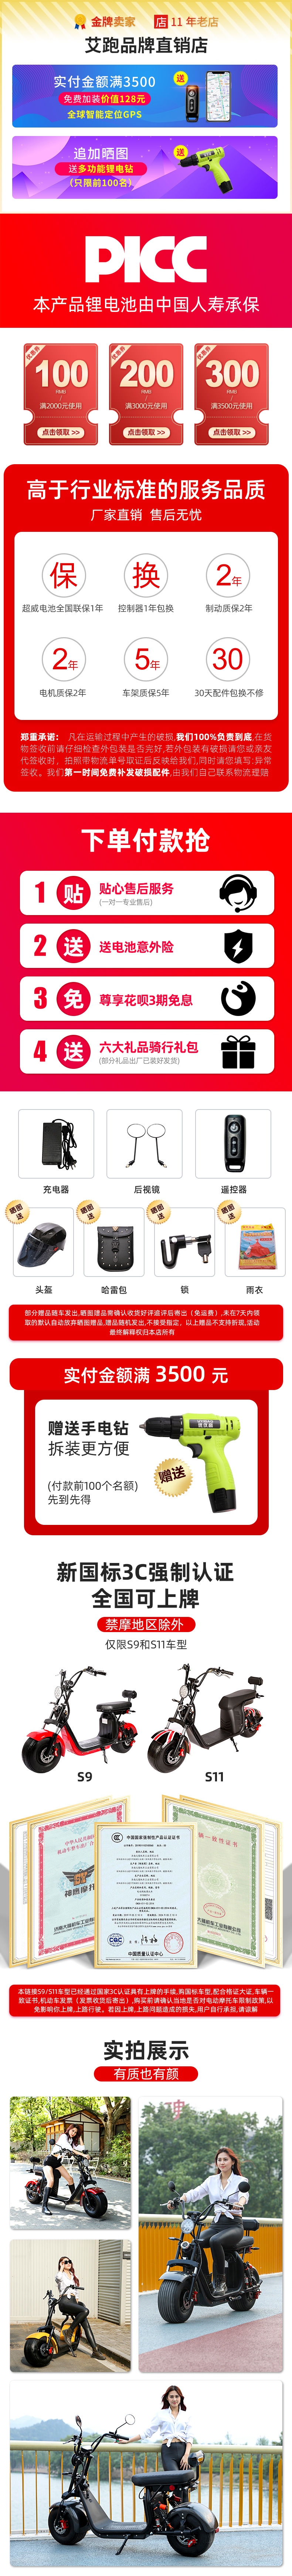 金牌卖家 店 11 年老店
艾跑品牌直销店
实付金额满3500
送
免费加装价值128元
全球智能定位GPS
追加晒图
送
送多功能锂电钻
(只限前100名)
PICC
本产品锂电池由中国人寿承保
优惠券 优惠券 优惠券
100 200 300
RMB RMB RMB
满2000元使用 满3000元使用 满3500元使用
点击领取 >> 点击领取 >> 点击领取 >>
高于行业标准的服务品质
厂家直销 售后无忧
保 换 2年
超威电池全国联保1年 控制器1年包换 制动质保2年
2年 5年 30
电机质保2年 车架质保5年 30天配件包换不修
郑重承诺: 凡在运输过程中产生的破损,我们100%负责到底,在货
物签收前请仔细检查外包装是否完好,若外包装有破损请您或亲友
代签收时，拍照带物流单号取证后反映给我们,同时请您填写:异常
签收。我们第一时间免费补发破损配件,由我们自己联系物流理赔
下单付款抢
1 贴 贴心售后服务
(一对一专业售后)
2 送 送电池意外险
3 免 尊享花呗3期免息
4 送 六大礼品骑行礼包
(部分礼品出厂已装好发货)
充电器 后视镜 遥控器
晒图送 晒图送 晒图送 晒图送
头盔 哈雷包 锁 雨衣
部分赠品随车发出,晒图赠品需确认收货好评追评后寄出（免运费）,未在7天内领
取的默认自动放弃晒图赠品,赠品随机发出,不接受指定，以上赠品不支持折现,活动
最终解释权归本店所有
实付金额满 3500 元
赠送手电钻
拆装更方便
赠送
(付款前100个名额)
先到先得
新国标3C强制认证
全国可上牌
禁摩地区除外
仅限S9和S11车型
S9 S11
中国国家强制性产品认证证书
中国质量认证中心
CQC
本链接S9/S11车型已经通过国家3C认证具有上牌的手续,两国标车型,配合格证大证,车辆一
致证书,机动车发票（发票收货后寄出）,购买前请确认当地是否对电动摩托车限制政策,以
免影响你上牌,上路行驶。若因上牌,上路问题造成的损失,用户自行承担,请谅解
实拍展示
有质也有颜